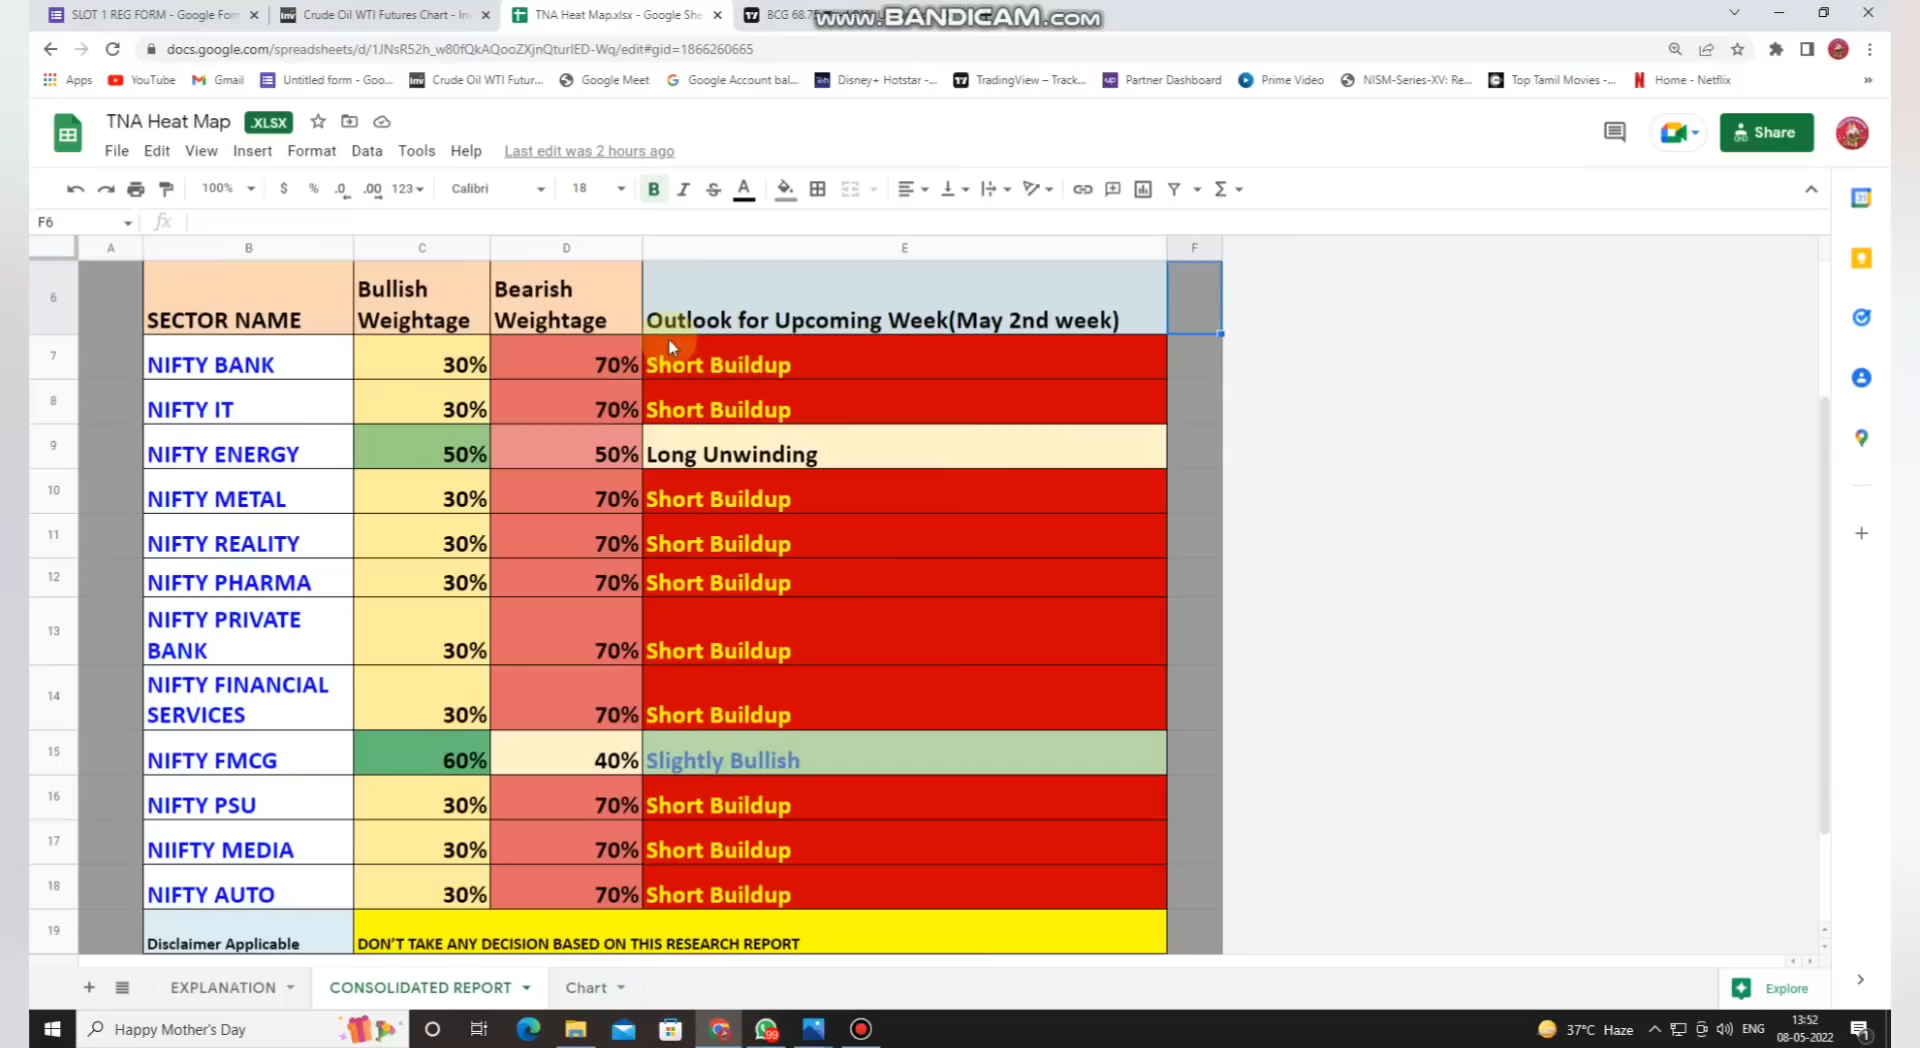 SLOT 1 REG FORM - Google Forn
Crude Oil WTI Futures Chart - In
TNA Heat Map.xlsx - Google She
BCG 68.75
www.BANDICAM.com
docs.google.com/spreadsheets/d/1JNsR52h_w80fQkAQooZXjnQturIED-Wq/edit#gid=1866260665
Apps
YouTube
Gmail
Untitled form - Goo...
Crude Oil WTI Futur...
Google Meet
Google Account bal...
Disney+ Hotstar -...
TradingView – Track...
Partner Dashboard
Prime Video
NISM-Series-XV: Re...
Top Tamil Movies -...
Home - Netflix
TNA Heat Map .XLSX
Share
File Edit View Insert Format Data Tools Help Last edit was 2 hours ago
100% $ % .0 .00 123 Calibri 18 B I S A
F6 fx
A B C D E F
6 SECTOR NAME Bullish Weightage Bearish Weightage Outlook for Upcoming Week(May 2nd week)
7 NIFTY BANK 30% 70% Short Buildup
8 NIFTY IT 30% 70% Short Buildup
9 NIFTY ENERGY 50% 50% Long Unwinding
10 NIFTY METAL 30% 70% Short Buildup
11 NIFTY REALITY 30% 70% Short Buildup
12 NIFTY PHARMA 30% 70% Short Buildup
13 NIFTY PRIVATE BANK 30% 70% Short Buildup
14 NIFTY FINANCIAL SERVICES 30% 70% Short Buildup
15 NIFTY FMCG 60% 40% Slightly Bullish
16 NIFTY PSU 30% 70% Short Buildup
17 NIIFTY MEDIA 30% 70% Short Buildup
18 NIFTY AUTO 30% 70% Short Buildup
19 Disclaimer Applicable DON'T TAKE ANY DECISION BASED ON THIS RESEARCH REPORT
EXPLANATION CONSOLIDATED REPORT Chart Explore
Happy Mother's Day
99
37°C Haze
ENG
13:52
08-05-2022
1